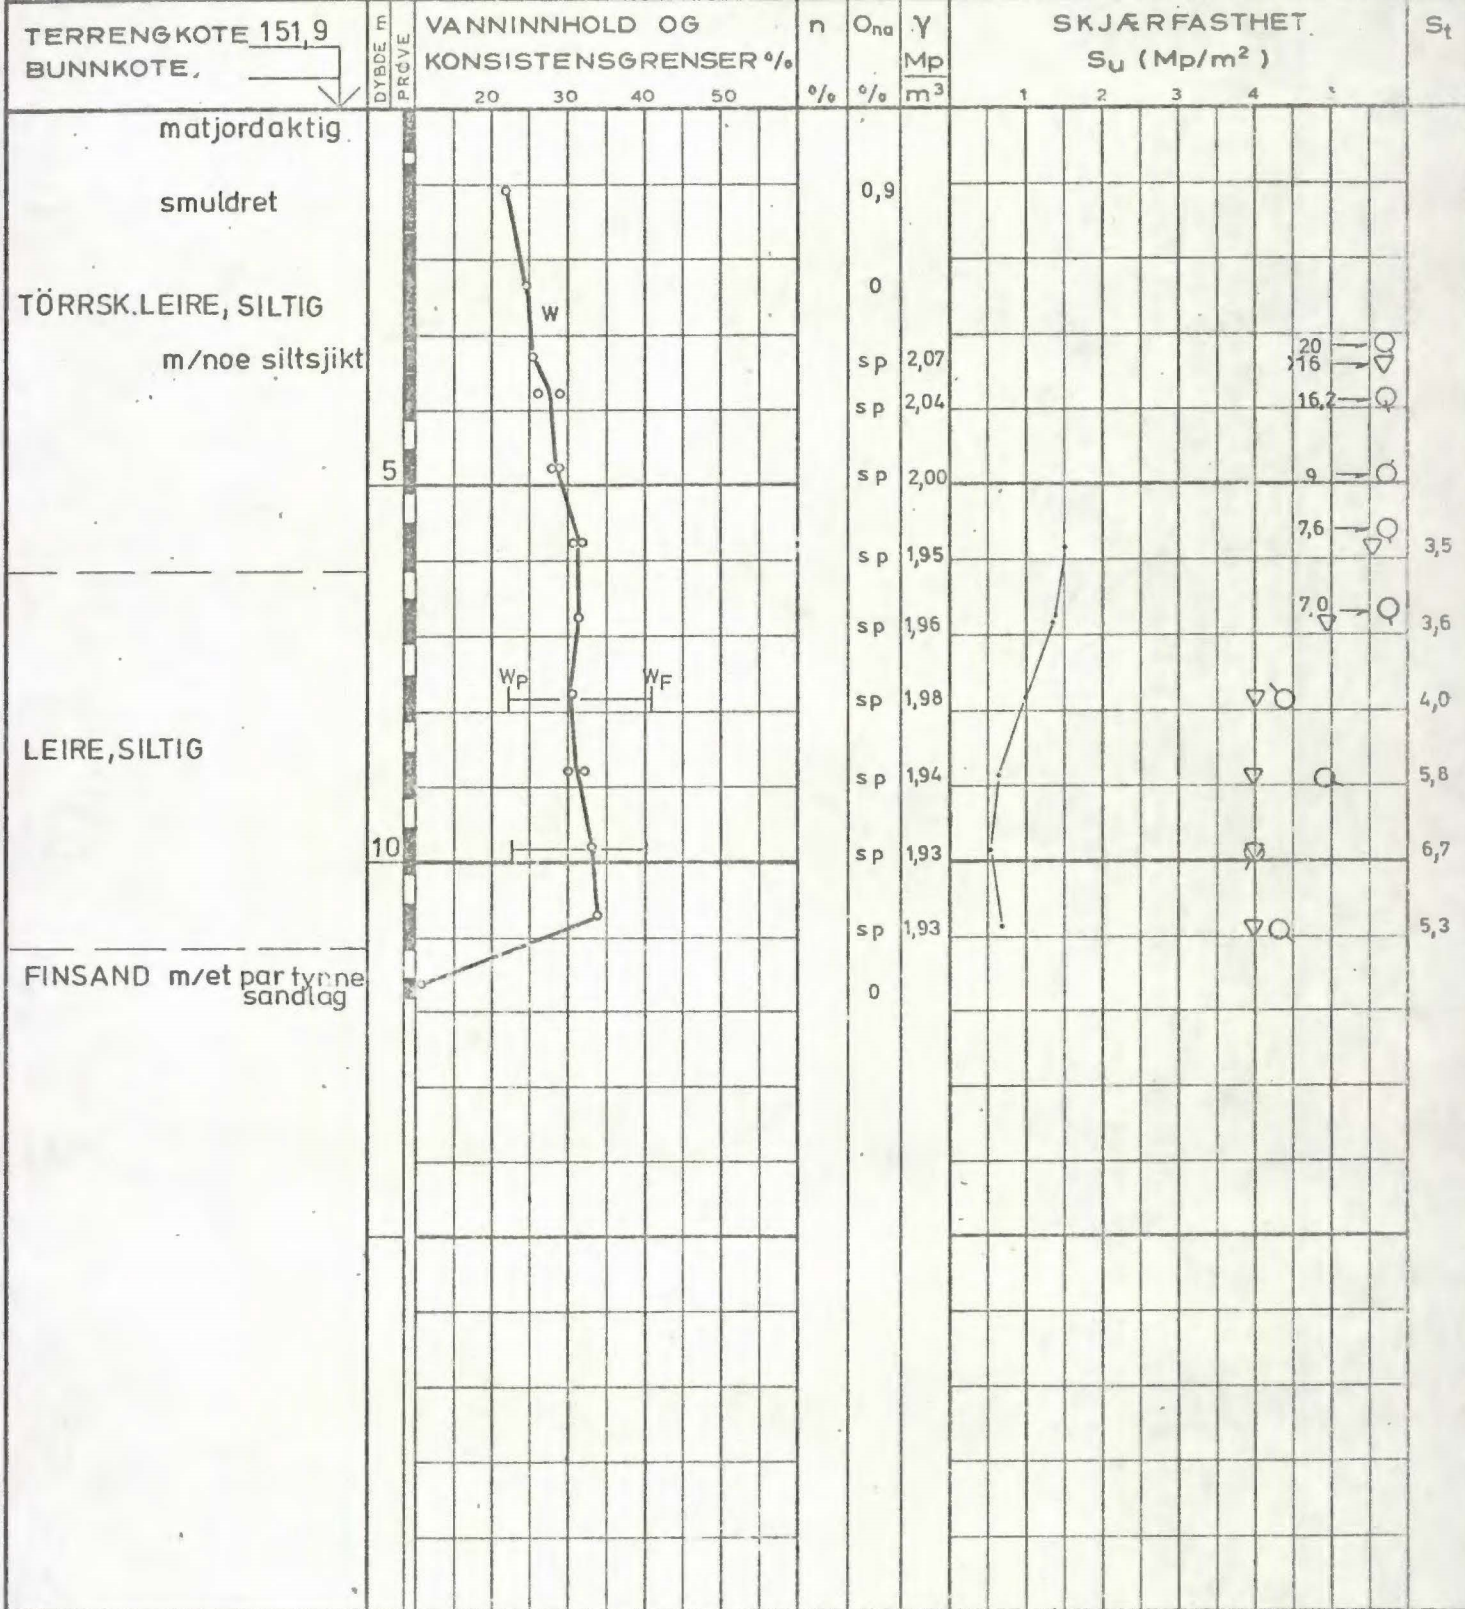 TERRENGKOTE 151,9
BUNNKOTE.
DYBDE m
PRÖVE
VANNINNHOLD OG
KONSISTENSGRENSER %
20 30 40 50
n
%
Ona
%
γ
Mp
m³
SKJÆRFASTHET
Su (Mp/m²)
1 2 3 4 5
St
matjordaktig
smuldret
0,9
0
TÖRRSK.LEIRE, SILTIG
W
m/noe siltsjikt
sp 2,07
20
>16
sp 2,04
16,2
5
sp 2,00
9
7,6
sp 1,95
3,5
7,0
sp 1,96
3,6
WP WF
sp 1,98
4,0
LEIRE, SILTIG
sp 1,94
5,8
10
sp 1,93
6,7
sp 1,93
5,3
FINSAND m/et par tynne
sandlag
0